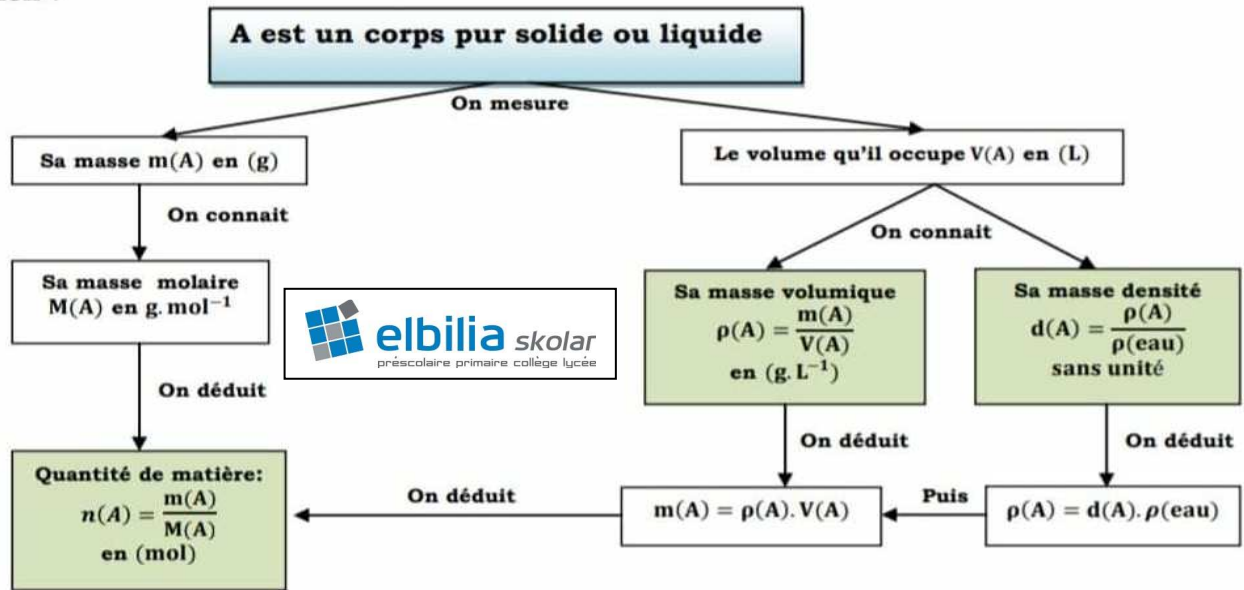 A est un corps pur solide ou liquide
On mesure
Sa masse m(A) en (g)
Le volume qu'il occupe V(A) en (L)
On connait
On connait
Sa masse molaire
M(A) en g.mol⁻¹
elbilia skolar
préscolaire primaire collège lycée
Sa masse volumique
ρ(A) = m(A)/V(A)
en (g.L⁻¹)
Sa masse densité
d(A) = ρ(A)/ρ(eau)
sans unité
On déduit
On déduit
On déduit
Quantité de matière:
n(A) = m(A)/M(A)
en (mol)
On déduit
m(A) = ρ(A).V(A)
Puis
ρ(A) = d(A).ρ(eau)